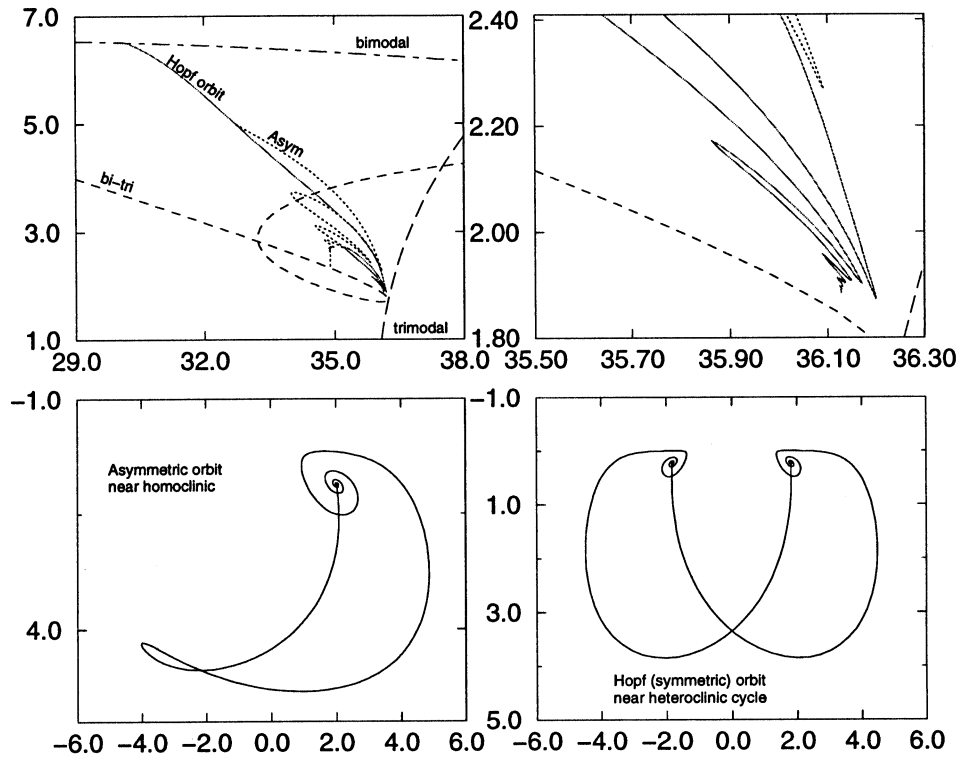 7.0
5.0
3.0
1.0
29.0 32.0 35.0 38.0
bimodal
Hopf orbit
Asym
bi–tri
trimodal
2.40
2.20
2.00
1.80
35.50 35.70 35.90 36.10 36.30
−1.0
4.0
−6.0 −4.0 −2.0 0.0 2.0 4.0 6.0
Asymmetric orbit
near homoclinic
−1.0
1.0
3.0
5.0
−6.0 −4.0 −2.0 0.0 2.0 4.0 6.0
Hopf (symmetric) orbit
near heteroclinic cycle